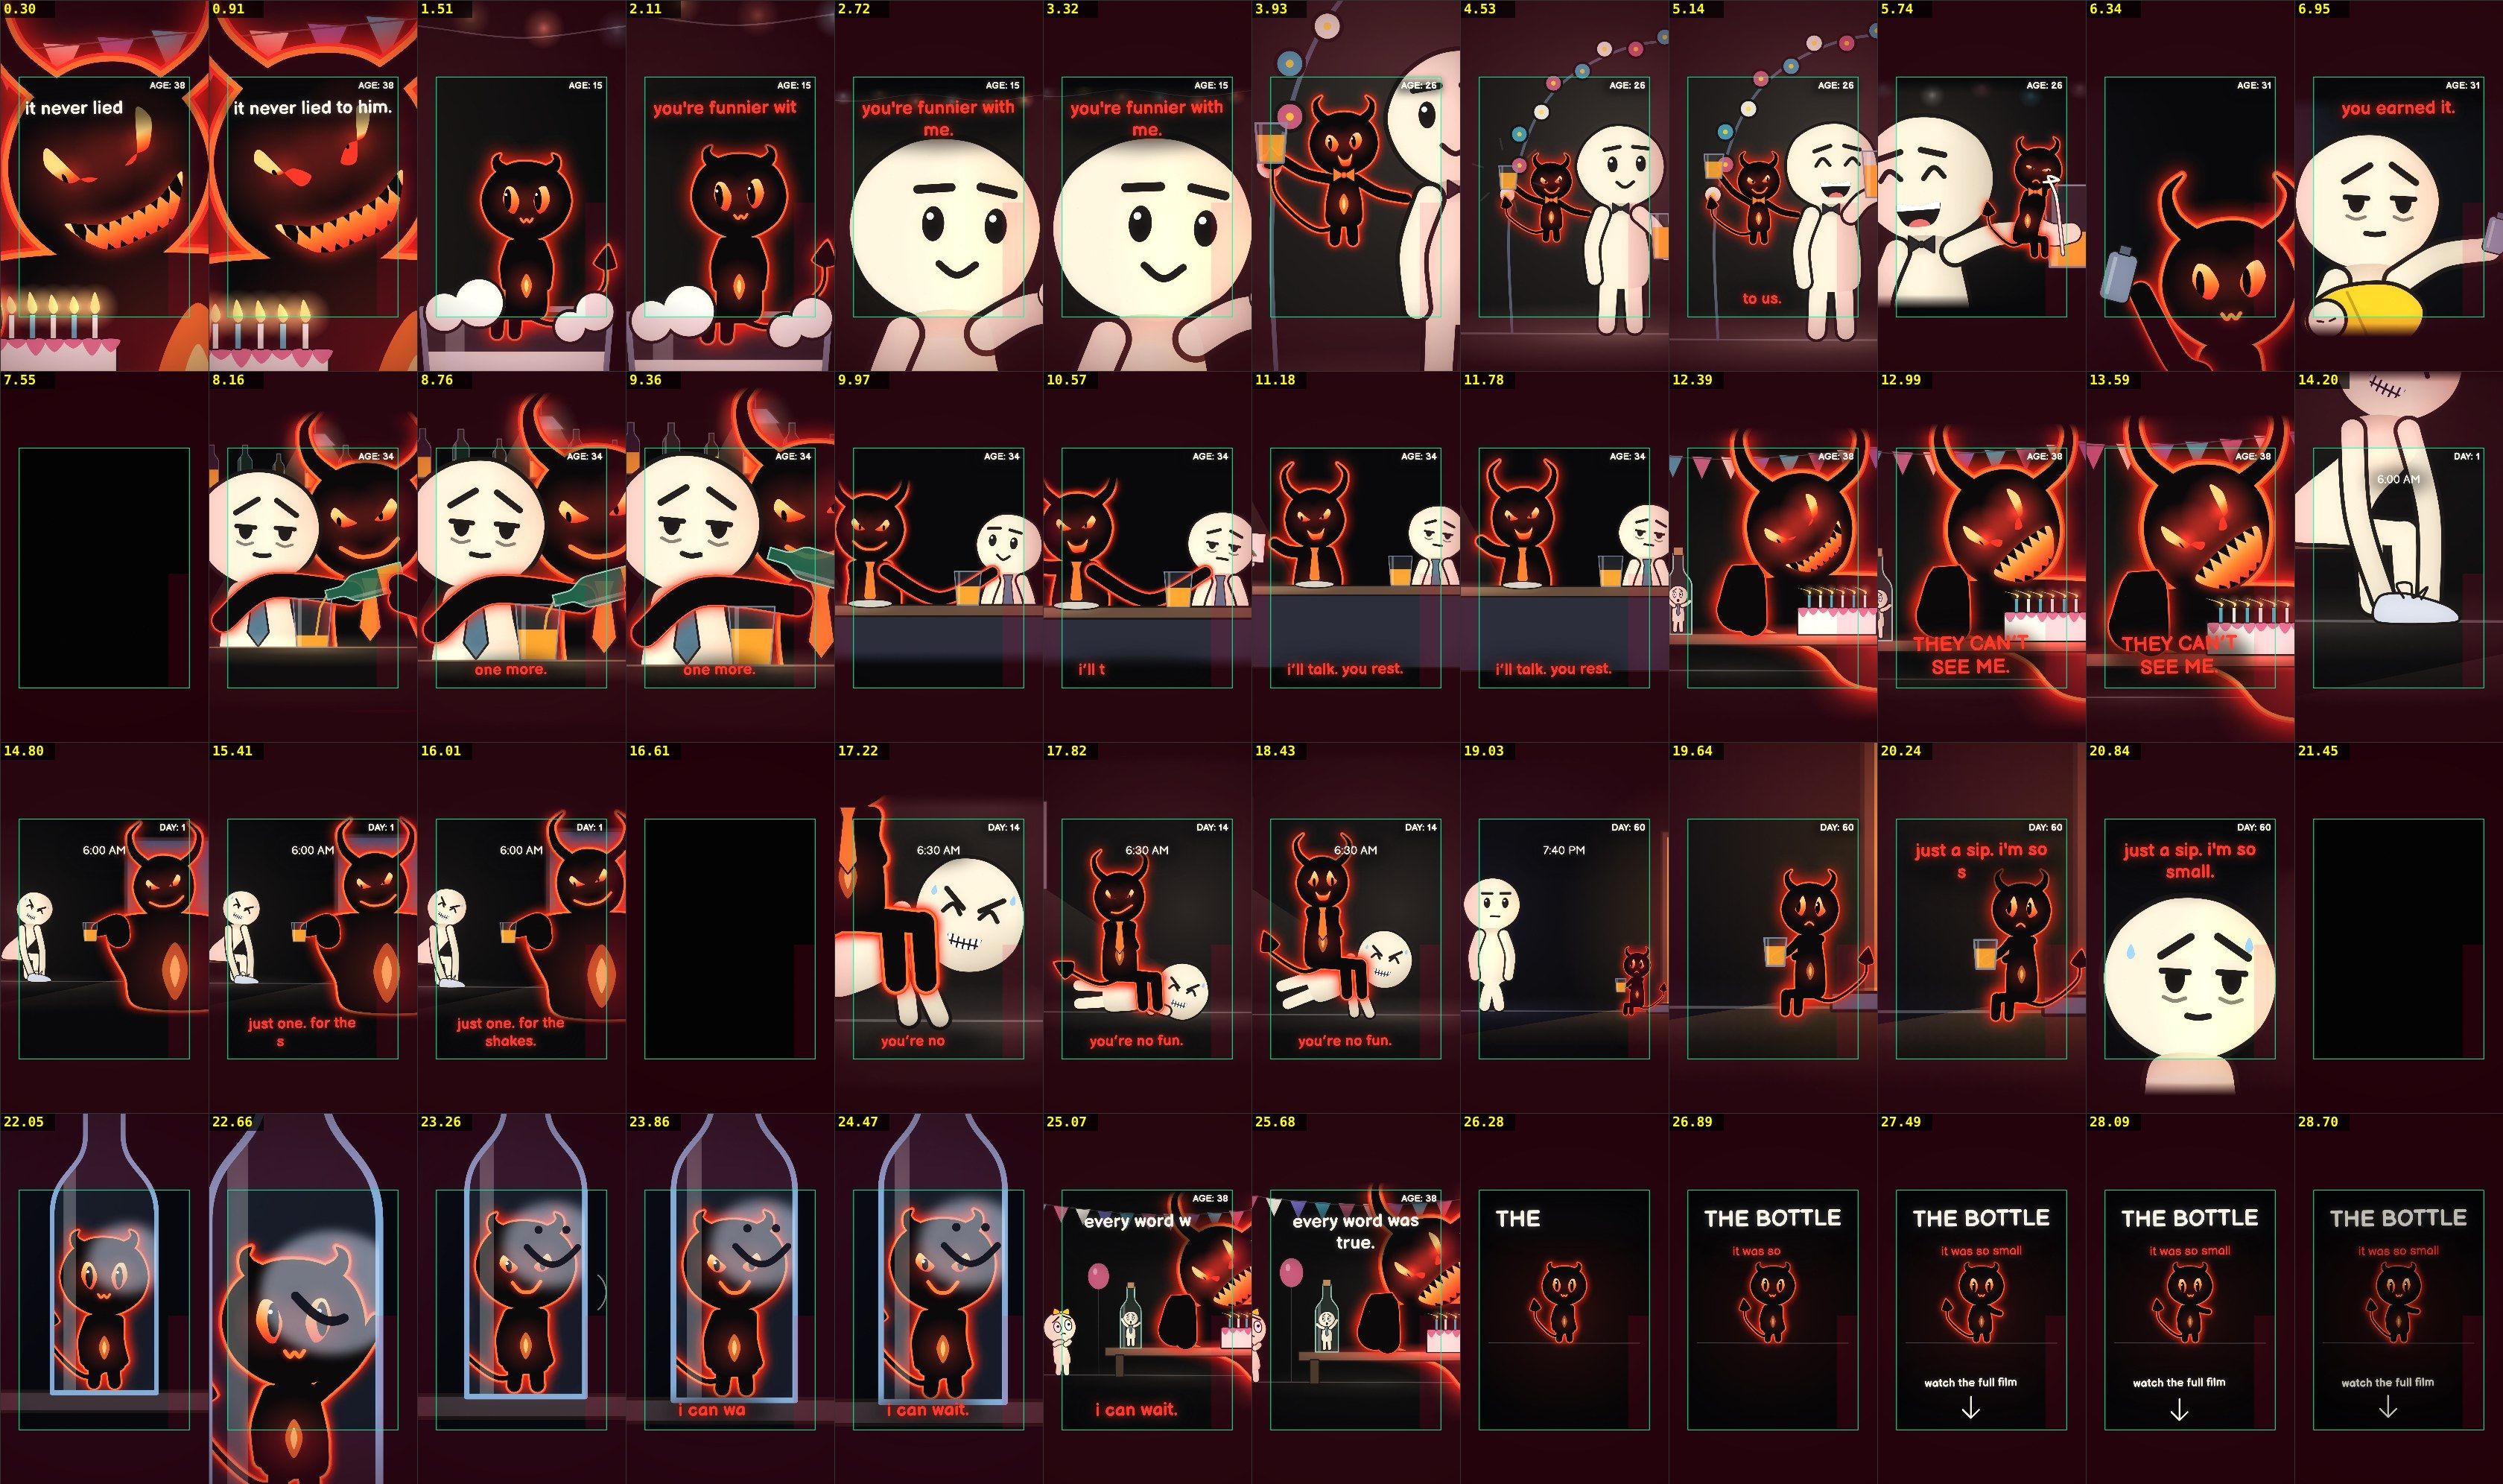 0.30
0.91
1.51
2.11
2.72
3.32
3.93
4.53
5.14
5.74
6.34
6.95
AGE: 38
it never lied
AGE: 38
it never lied to him.
AGE: 15
AGE: 15
you're funnier wit
AGE: 15
you're funnier with
me.
AGE: 15
you're funnier with
me.
AGE: 26
AGE: 26
AGE: 26
to us.
AGE: 26
AGE: 31
AGE: 31
you earned it.
7.55
8.16
8.76
9.36
9.97
10.57
11.18
11.78
12.39
12.99
13.59
14.20
AGE: 34
AGE: 34
one more.
AGE: 34
one more.
AGE: 34
AGE: 34
i'll t
AGE: 34
i'll talk. you rest.
AGE: 34
i'll talk. you rest.
AGE: 38
AGE: 38
THEY CAN'T
SEE ME.
AGE: 38
THEY CAN'T
SEE ME.
DAY: 1
6:00 AM
14.80
15.41
16.01
16.61
17.22
17.82
18.43
19.03
19.64
20.24
20.84
21.45
DAY: 1
6:00 AM
DAY: 1
6:00 AM
just one. for the
s
DAY: 1
6:00 AM
just one. for the
shakes.
DAY: 14
6:30 AM
you're no
DAY: 14
6:30 AM
you're no fun.
DAY: 14
6:30 AM
you're no fun.
DAY: 60
7:40 PM
DAY: 60
DAY: 60
just a sip. i'm so
s
DAY: 60
just a sip. i'm so
small.
22.05
22.66
23.26
23.86
24.47
25.07
25.68
26.28
26.89
27.49
28.09
28.70
i can wa
i can wait.
AGE: 38
every word w
i can wait.
AGE: 38
every word was
true.
THE
THE BOTTLE
it was so
THE BOTTLE
it was so small
watch the full film
THE BOTTLE
it was so small
watch the full film
THE BOTTLE
it was so small
watch the full film